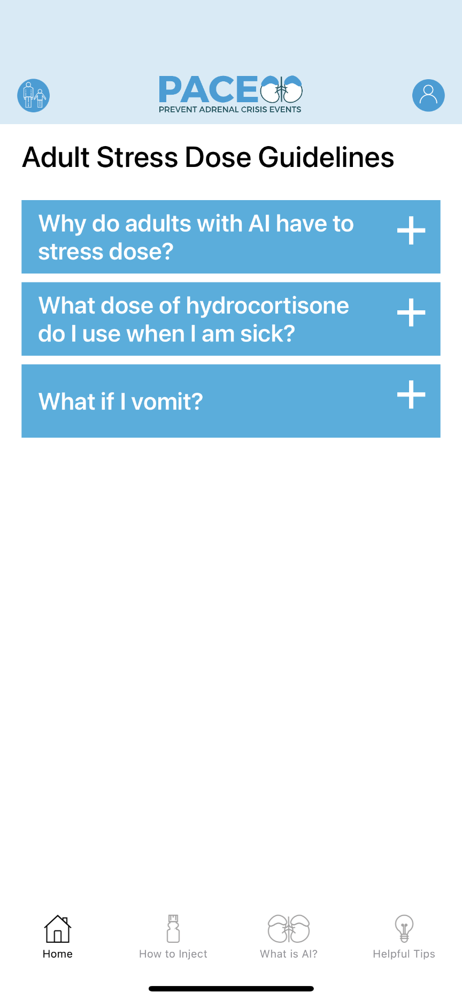 PACE
PREVENT ADRENAL CRISIS EVENTS
Adult Stress Dose Guidelines
Why do adults with AI have to
stress dose?
What dose of hydrocortisone
do I use when I am sick?
What if I vomit?
Home
How to Inject
What is AI?
Helpful Tips